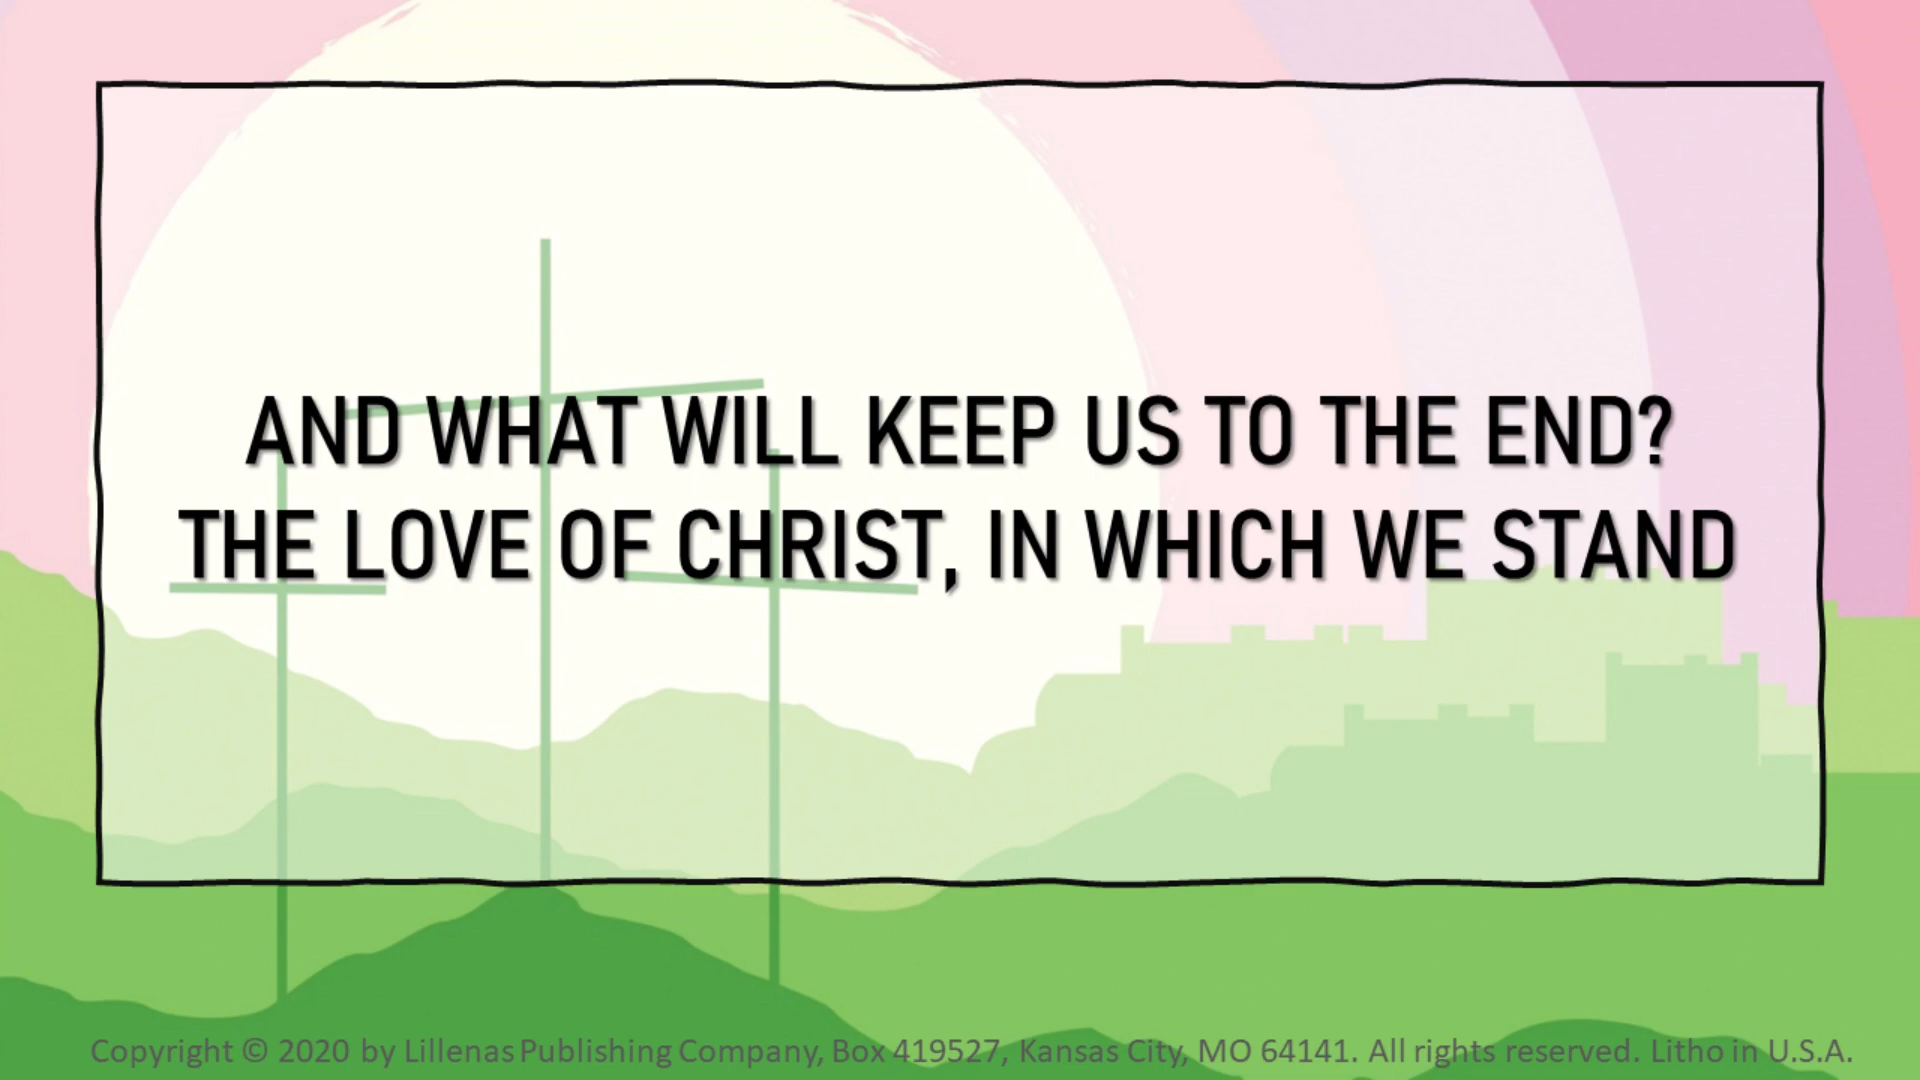 AND WHAT WILL KEEP US TO THE END?
THE LOVE OF CHRIST, IN WHICH WE STAND
Copyright © 2020 by Lillenas Publishing Company, Box 419527, Kansas City, MO 64141. All rights reserved. Litho in U.S.A.